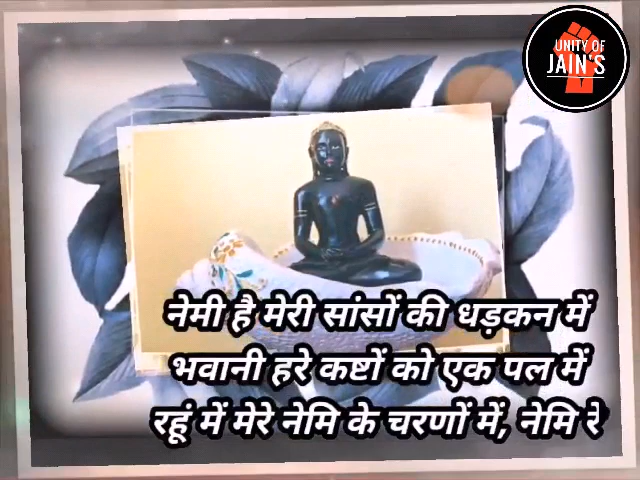 UNITY OF
JAIN'S
नेमी है मेरी सांसों की धड़कन में
भवानी हरे कष्टों को एक पल में
रहूं में मेरे नेमि के चरणों में, नेमि रे